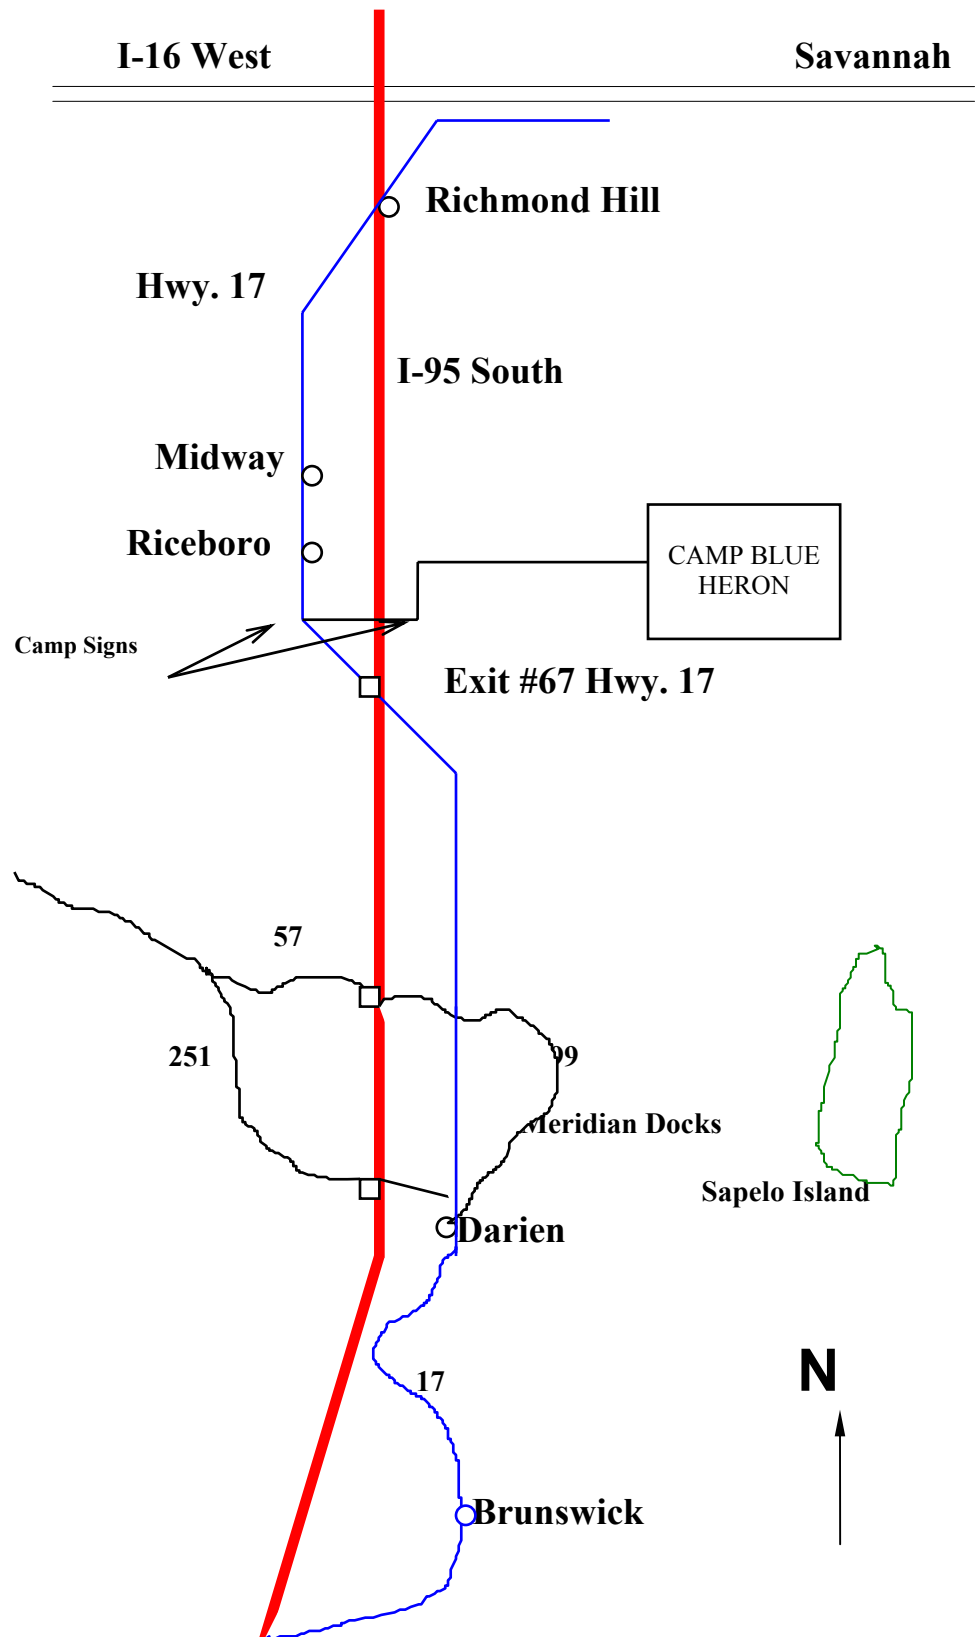 I-16 West
Savannah
Richmond Hill
Hwy. 17
I-95 South
Midway
Riceboro
CAMP BLUE
HERON
Camp Signs
Exit #67 Hwy. 17
57
251
99
Meridian Docks
Sapelo Island
Darien
N
17
Brunswick